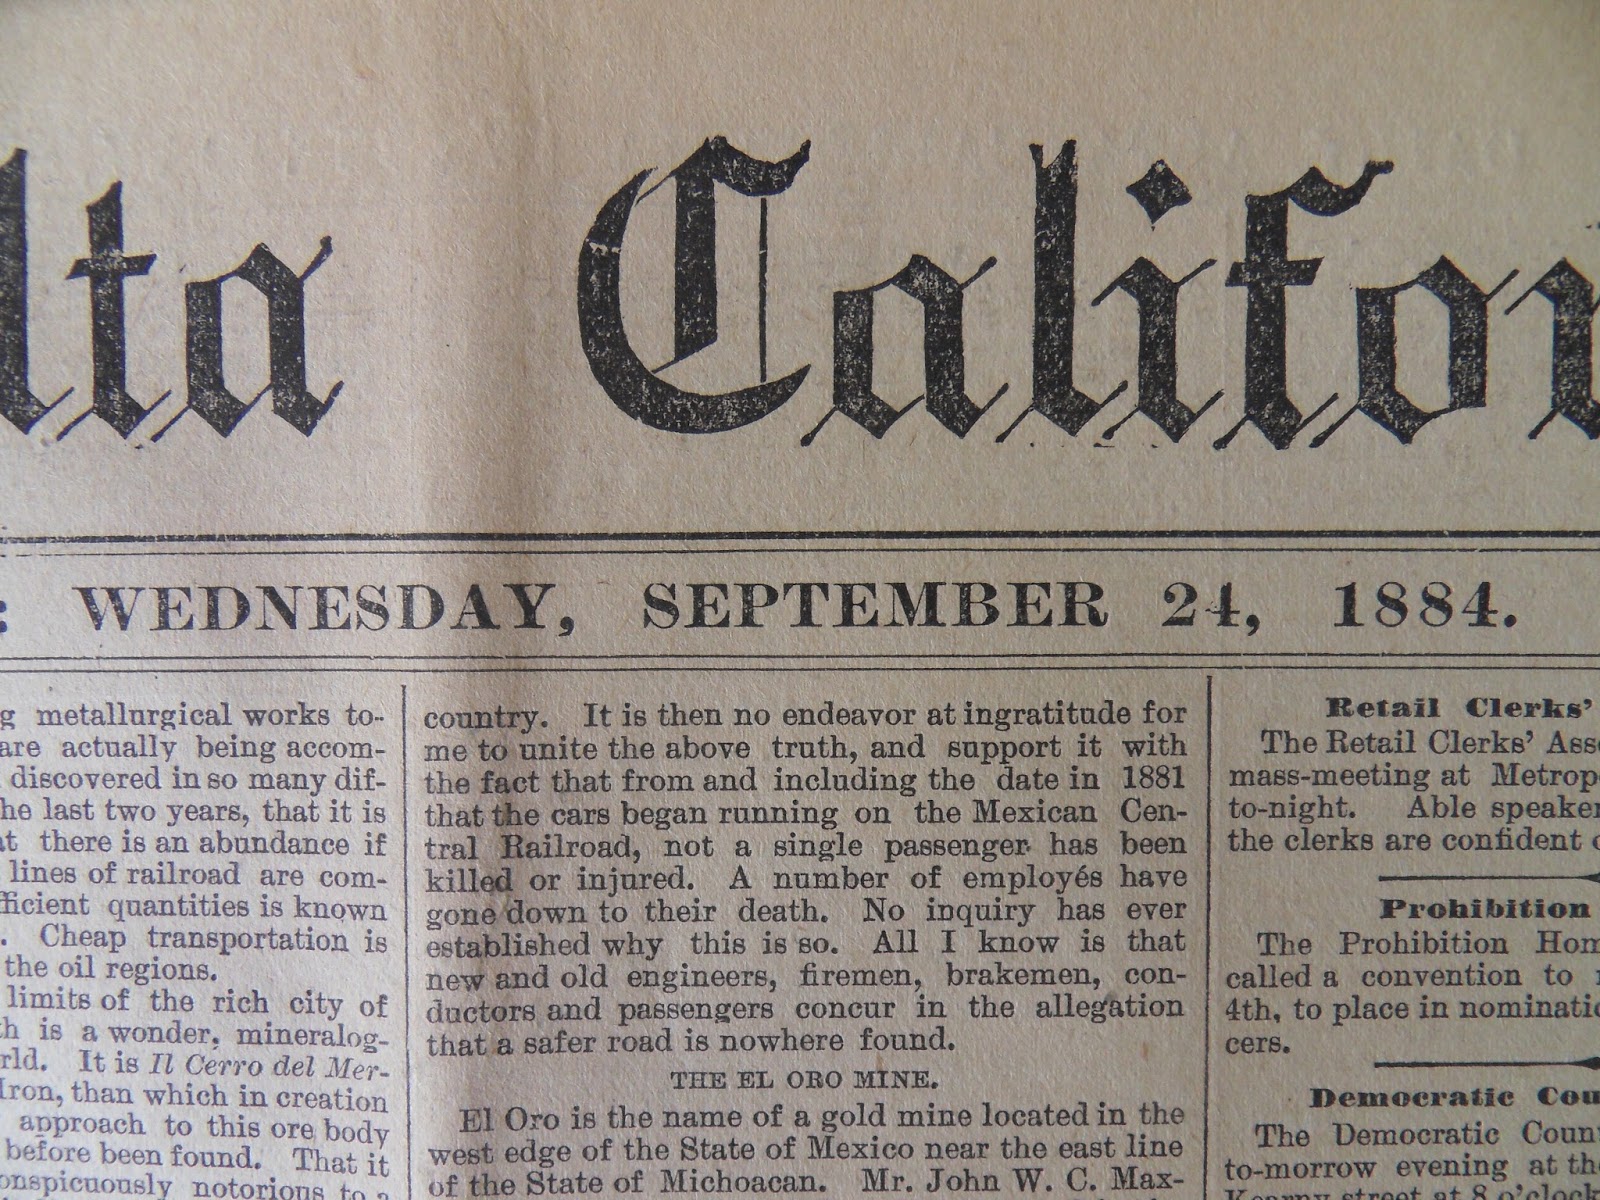 lta Califor
: WEDNESDAY, SEPTEMBER 24, 1884.
g metallurgical works to-
are actually being accom-
discovered in so many dif-
he last two years, that it is
at there is an abundance if
lines of railroad are com-
fficient quantities is known
. Cheap transportation is
the oil regions.
limits of the rich city of
h is a wonder, mineralog-
rld. It is Il Cerro del Mer-
Iron, than which in creation
approach to this ore body
before been found. That it
onspicuously notorious to a
country. It is then no endeavor at ingratitude for
me to unite the above truth, and support it with
the fact that from and including the date in 1881
that the cars began running on the Mexican Cen-
tral Railroad, not a single passenger has been
killed or injured. A number of employés have
gone down to their death. No inquiry has ever
established why this is so. All I know is that
new and old engineers, firemen, brakemen, con-
ductors and passengers concur in the allegation
that a safer road is nowhere found.
THE EL ORO MINE.
El Oro is the name of a gold mine located in the
west edge of the State of Mexico near the east line
of the State of Michoacan. Mr. John W. C. Max-
Retail Clerks'
The Retail Clerks' Ass
mass-meeting at Metrop
to-night. Able speaker
the clerks are confident
Prohibition
The Prohibition Hom
called a convention to
4th, to place in nominati
cers.
Democratic Cou
The Democratic Coun
to-morrow evening at th
Kearny street at 8 o'clock